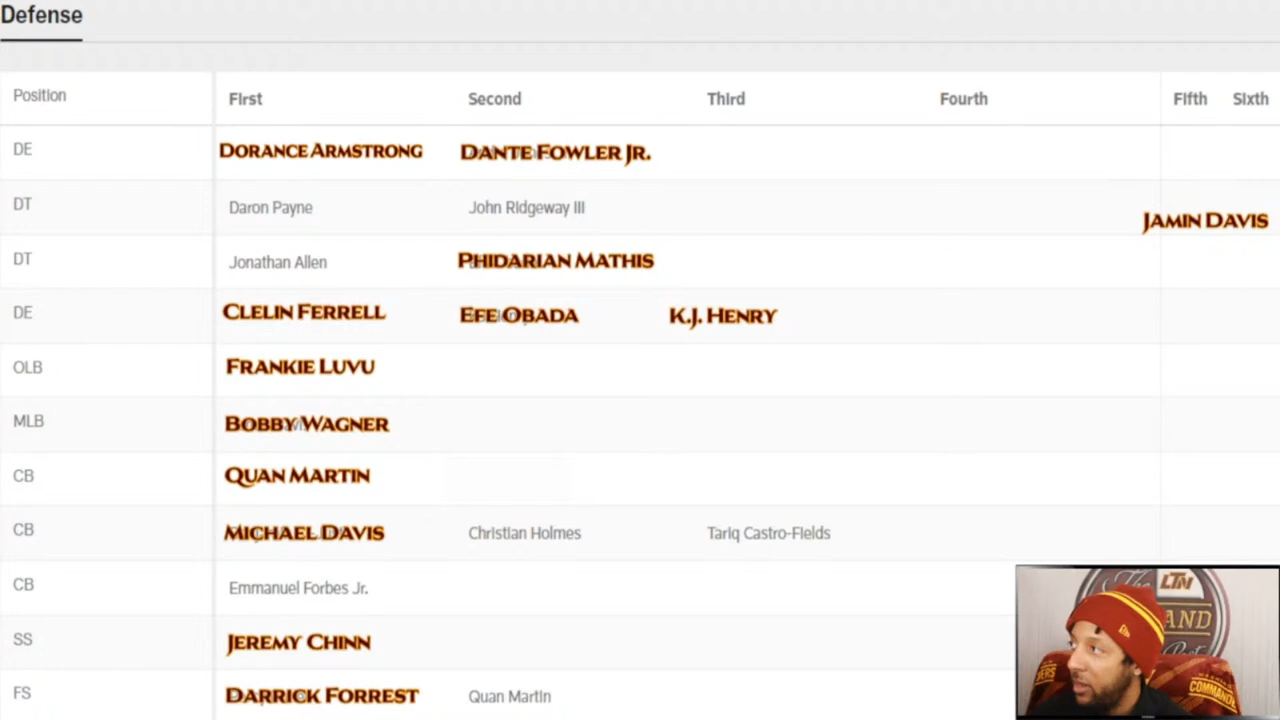 Defense
Position First Second Third Fourth Fifth Sixth
DE DORANCE ARMSTRONG DANTE FOWLER JR.
DT Daron Payne John Ridgeway III
JAMIN DAVIS
DT Jonathan Allen PHIDARIAN MATHIS
DE CLELIN FERRELL EFE OBADA K.J. HENRY
OLB FRANKIE LUVU
MLB BOBBY WAGNER
CB QUAN MARTIN
CB MICHAEL DAVIS Christian Holmes Tariq Castro-Fields
CB Emmanuel Forbes Jr.
SS JEREMY CHINN
FS DARRICK FORREST Quan Martin
The
LTN
AND